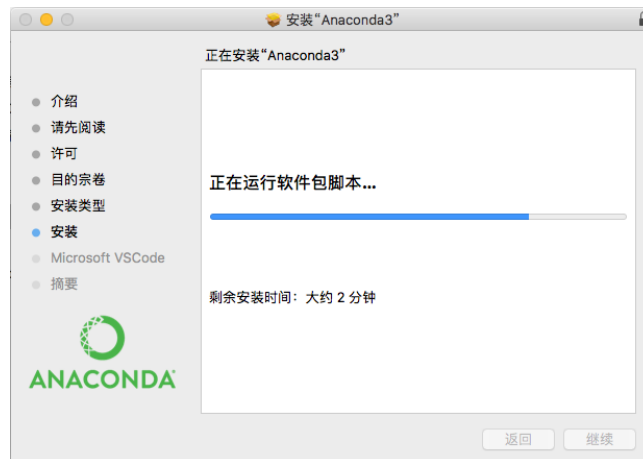 安装“Anaconda3”
正在安装“Anaconda3”
介绍
请先阅读
许可
目的宗卷
安装类型
安装
Microsoft VSCode
摘要
正在运行软件包脚本...
剩余安装时间：大约 2 分钟
ANACONDA
返回
继续